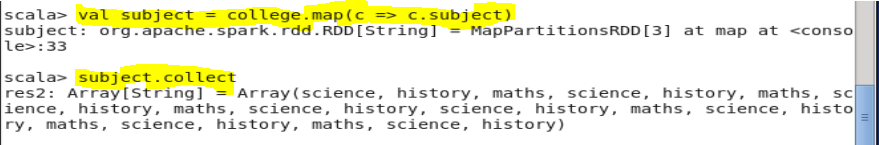 scala> val subject = college.map(c => c.subject)
subject: org.apache.spark.rdd.RDD[String] = MapPartitionsRDD[3] at map at <conso
le>:33
scala> subject.collect
res2: Array[String] = Array(science, history, maths, science, history, maths, sc
ience, history, maths, science, history, science, history, maths, science, histo
ry, maths, science, history, maths, science, history)